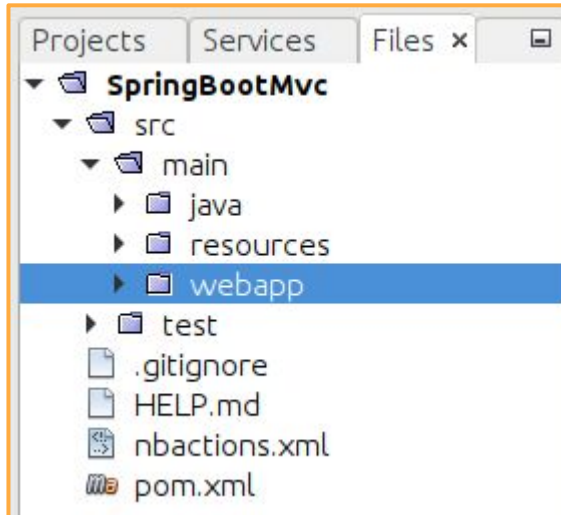 Projects Services Files
SpringBootMvc
src
main
java
resources
webapp
test
.gitignore
HELP.md
nbactions.xml
pom.xml